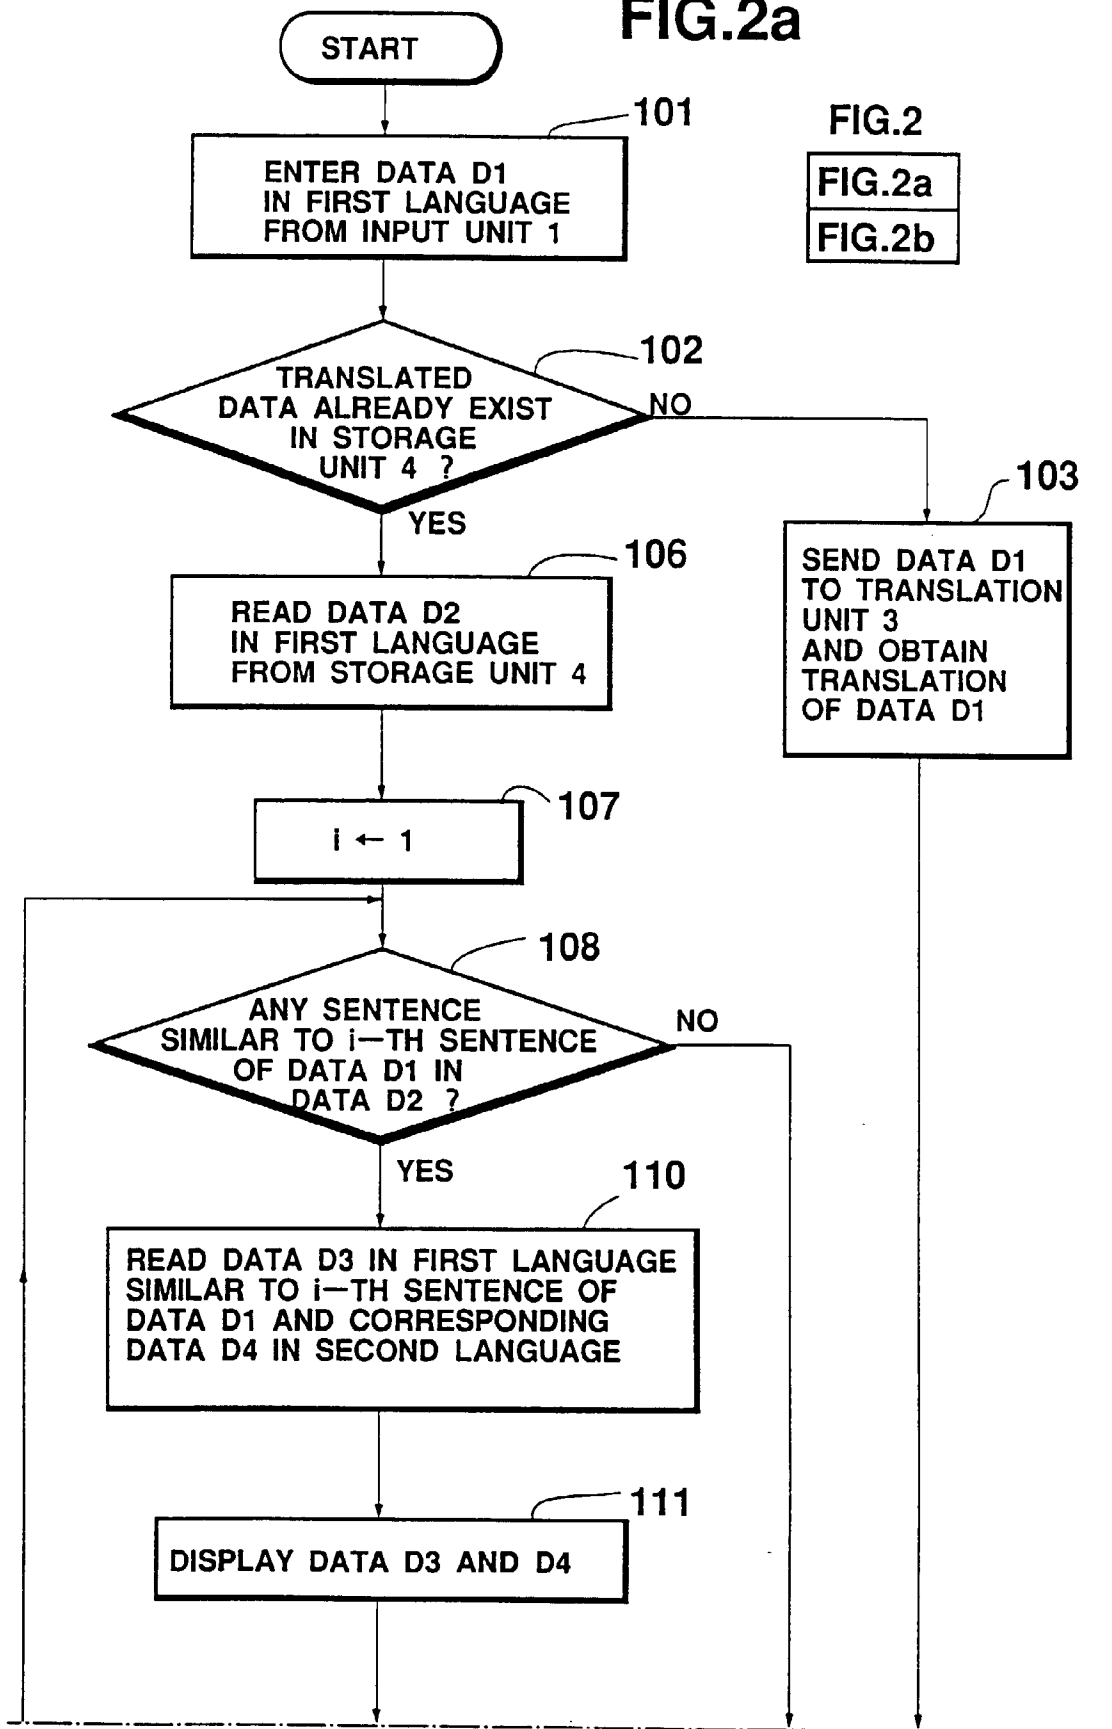 FIG.2a
START
101
FIG.2
FIG.2a
FIG.2b
ENTER DATA D1
IN FIRST LANGUAGE
FROM INPUT UNIT 1
102
TRANSLATED
DATA ALREADY EXIST
IN STORAGE
UNIT 4 ?
NO
YES
103
SEND DATA D1
TO TRANSLATION
UNIT 3
AND OBTAIN
TRANSLATION
OF DATA D1
106
READ DATA D2
IN FIRST LANGUAGE
FROM STORAGE UNIT 4
107
i ← 1
108
ANY SENTENCE
SIMILAR TO i−TH SENTENCE
OF DATA D1 IN
DATA D2 ?
NO
YES
110
READ DATA D3 IN FIRST LANGUAGE
SIMILAR TO i−TH SENTENCE OF
DATA D1 AND CORRESPONDING
DATA D4 IN SECOND LANGUAGE
111
DISPLAY DATA D3 AND D4